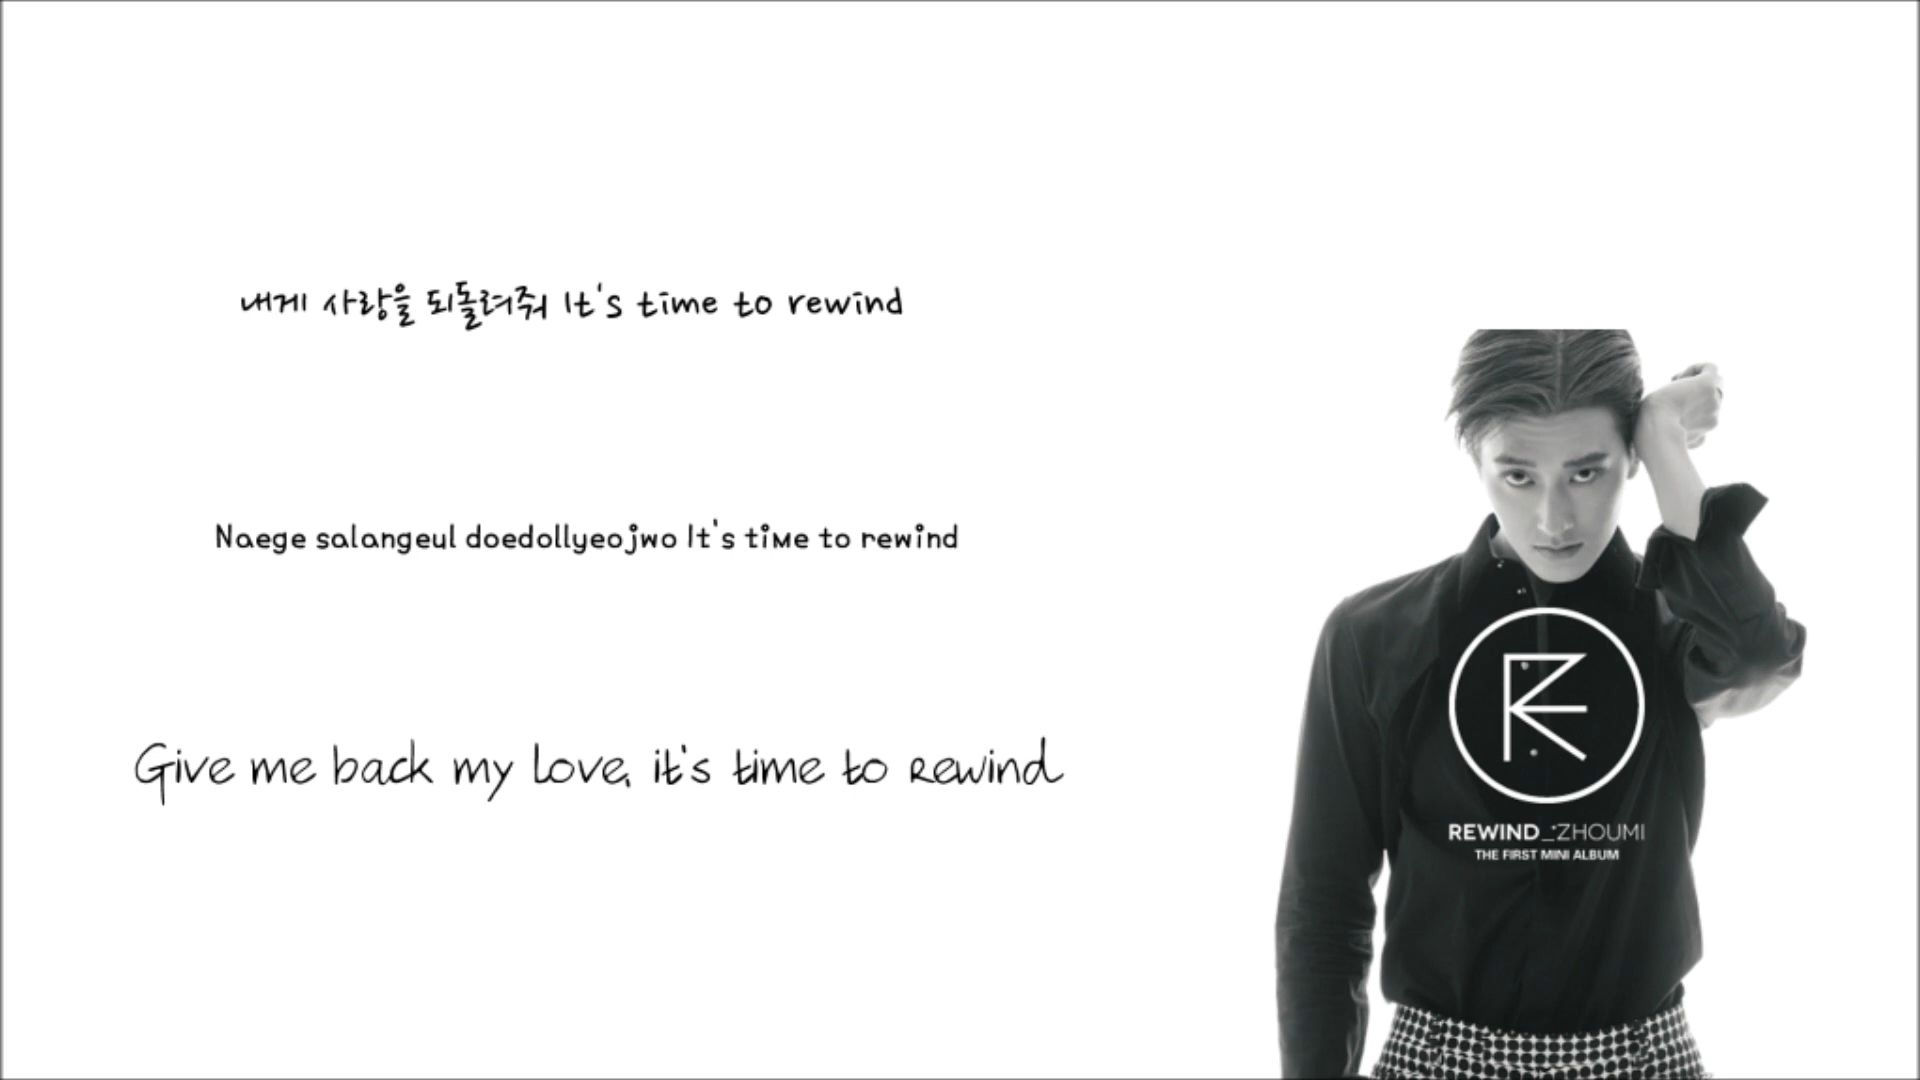 내게 사랑을 되돌려줘 It's time to rewind
Naege salangeul doedollyeojwo It's time to rewind
Give me back my love, it's time to rewind
RE
REWIND_ZHOUMI
THE FIRST MINI ALBUM